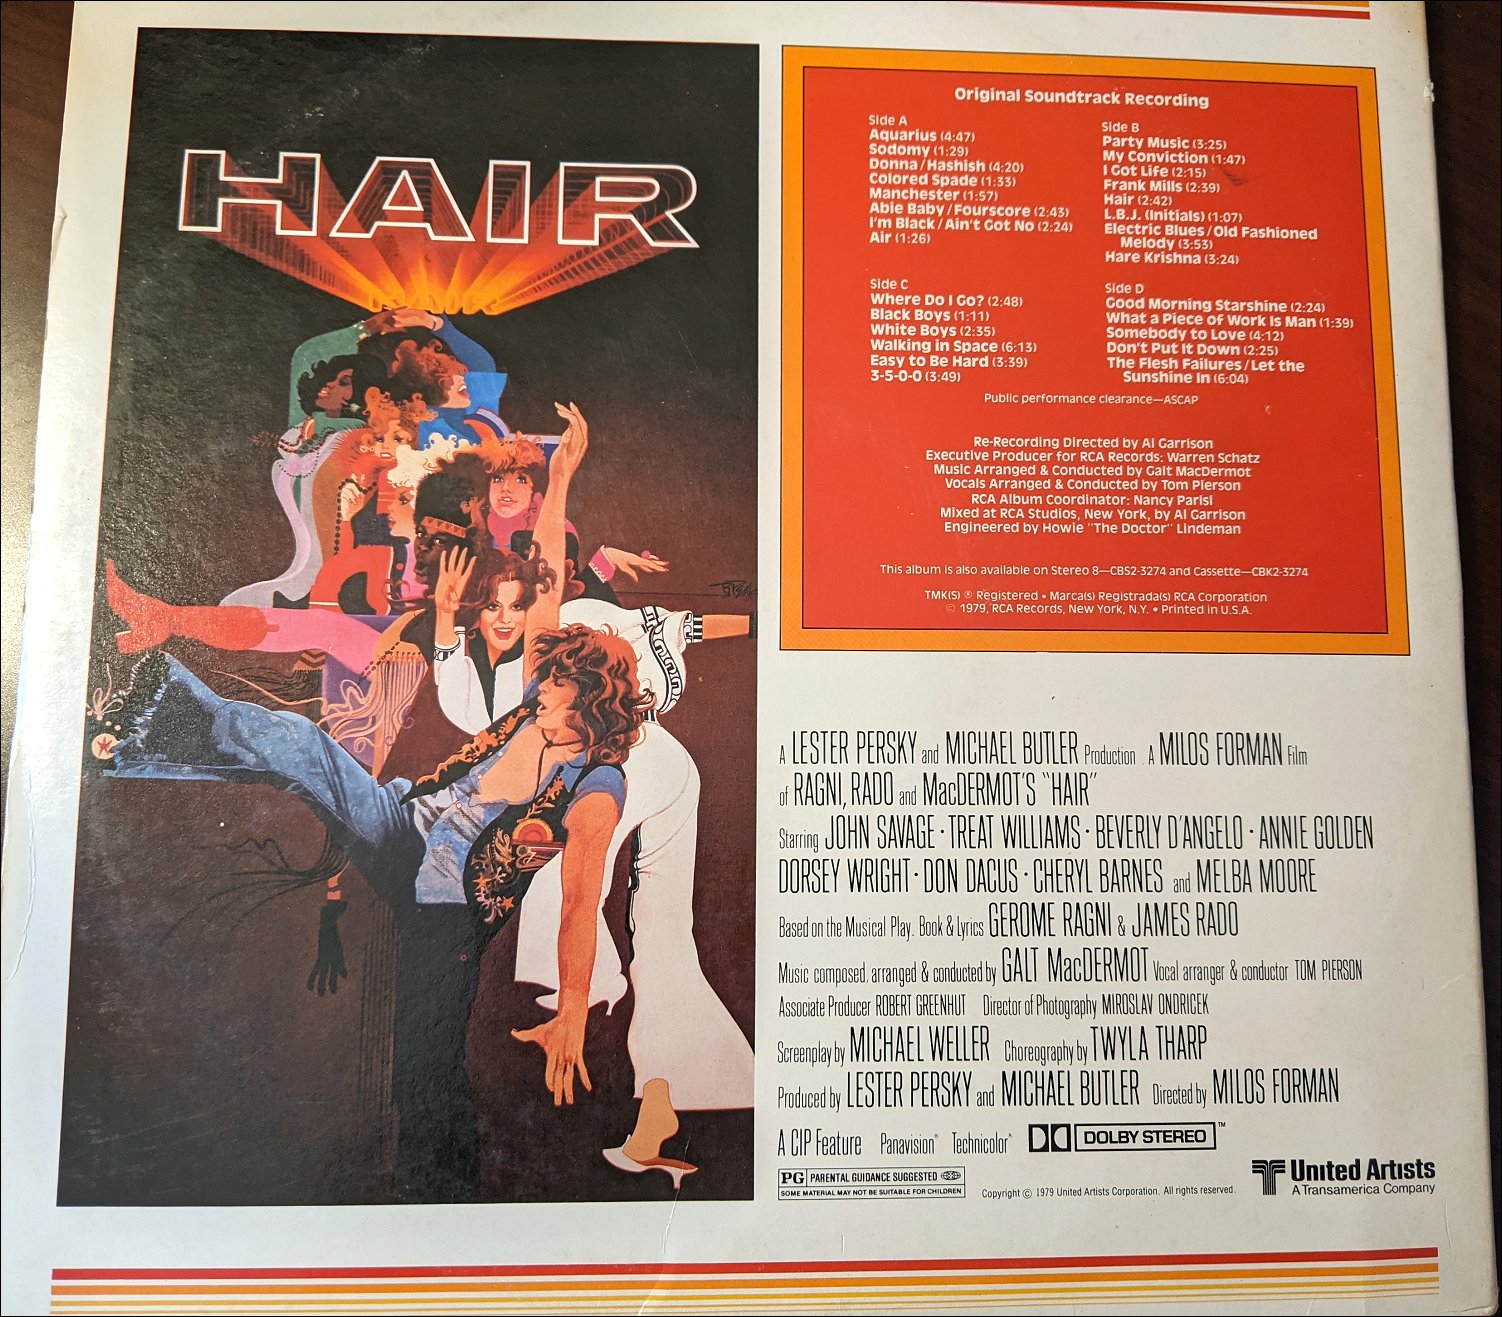 HAIR
Original Soundtrack Recording
Side A
Aquarius (4:47)
Sodomy (1:29)
Donna/Hashish (4:20)
Colored Spade (1:33)
Manchester (1:57)
Abie Baby/Fourscore (2:43)
I'm Black/Ain't Got No (2:24)
Air (1:26)
Side B
Party Music (3:25)
My Conviction (1:47)
I Got Life (2:15)
Frank Mills (2:39)
Hair (2:42)
L.B.J. (Initials) (1:07)
Electric Blues/Old Fashioned
Melody (3:53)
Hare Krishna (3:24)
Side C
Where Do I Go? (2:48)
Black Boys (1:11)
White Boys (2:35)
Walking in Space (6:13)
Easy to Be Hard (3:39)
3-5-0-0 (3:49)
Side D
Good Morning Starshine (2:24)
What a Piece of Work Is Man (1:39)
Somebody to Love (4:12)
Don't Put It Down (2:25)
The Flesh Failures/Let the
Sunshine In (6:04)
Public performance clearance—ASCAP
Re-Recording Directed by Al Garrison
Executive Producer for RCA Records: Warren Schatz
Music Arranged & Conducted by Galt MacDermot
Vocals Arranged & Conducted by Tom Pierson
RCA Album Coordinator: Nancy Parisi
Mixed at RCA Studios, New York, by Al Garrison
Engineered by Howie "The Doctor" Lindeman
This album is also available on Stereo 8—CBS2-3274 and Cassette—CBK2-3274
TMK(S) ® Registered • Marca(s) Registrada(s) RCA Corporation
© 1979, RCA Records, New York, N.Y. • Printed in U.S.A.
A LESTER PERSKY and MICHAEL BUTLER Production . A MILOS FORMAN Film
of RAGNI, RADO and MacDERMOT'S "HAIR"
Starring JOHN SAVAGE · TREAT WILLIAMS · BEVERLY D'ANGELO · ANNIE GOLDEN
DORSEY WRIGHT · DON DACUS · CHERYL BARNES and MELBA MOORE
Based on the Musical Play. Book & Lyrics GEROME RAGNI & JAMES RADO
Music composed, arranged & conducted by GALT MacDERMOT Vocal arranger & conductor TOM PIERSON
Associate Producer ROBERT GREENHUT Director of Photography MIROSLAV ONDRICEK
Screenplay by MICHAEL WELLER Choreography by TWYLA THARP
Produced by LESTER PERSKY and MICHAEL BUTLER Directed by MILOS FORMAN
A CIP Feature Panavision® Technicolor® DOLBY STEREO ™
PG PARENTAL GUIDANCE SUGGESTED
SOME MATERIAL MAY NOT BE SUITABLE FOR CHILDREN
Copyright © 1979 United Artists Corporation. All rights reserved.
United Artists
A Transamerica Company